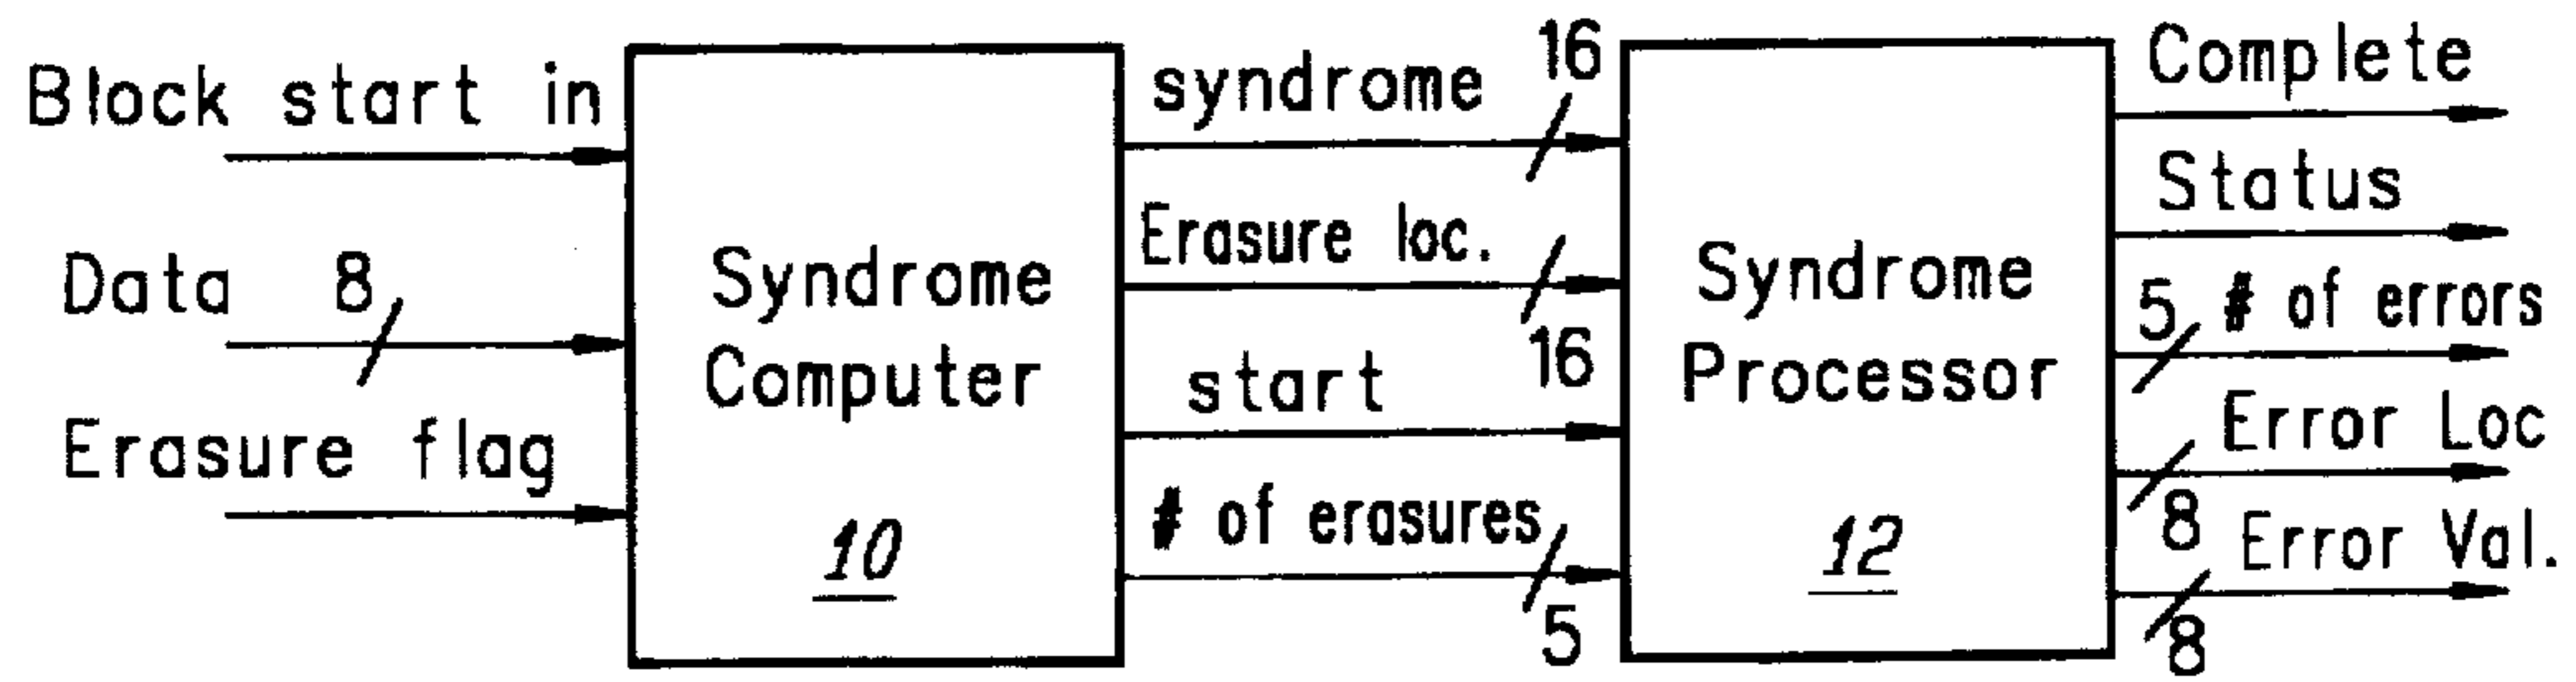 Block start in
Data 8
Erasure flag
Syndrome
Computer
10
syndrome 16
Erasure loc.
16
start
# of erasures
5
Syndrome
Processor
12
Complete
Status
5 # of errors
Error Loc
8
Error Val.
8